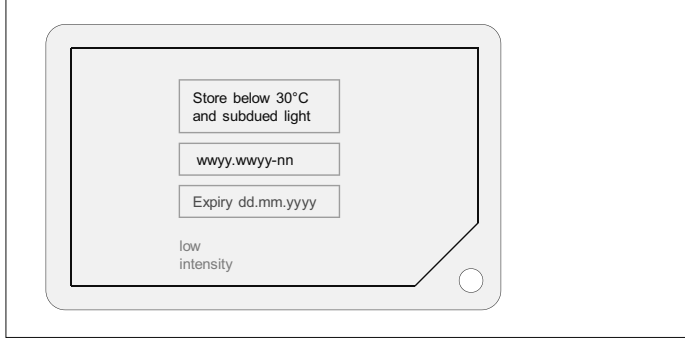 Store below 30°C
and subdued light
wwyy.wwyy-nn
Expiry dd.mm.yyyy
low
intensity